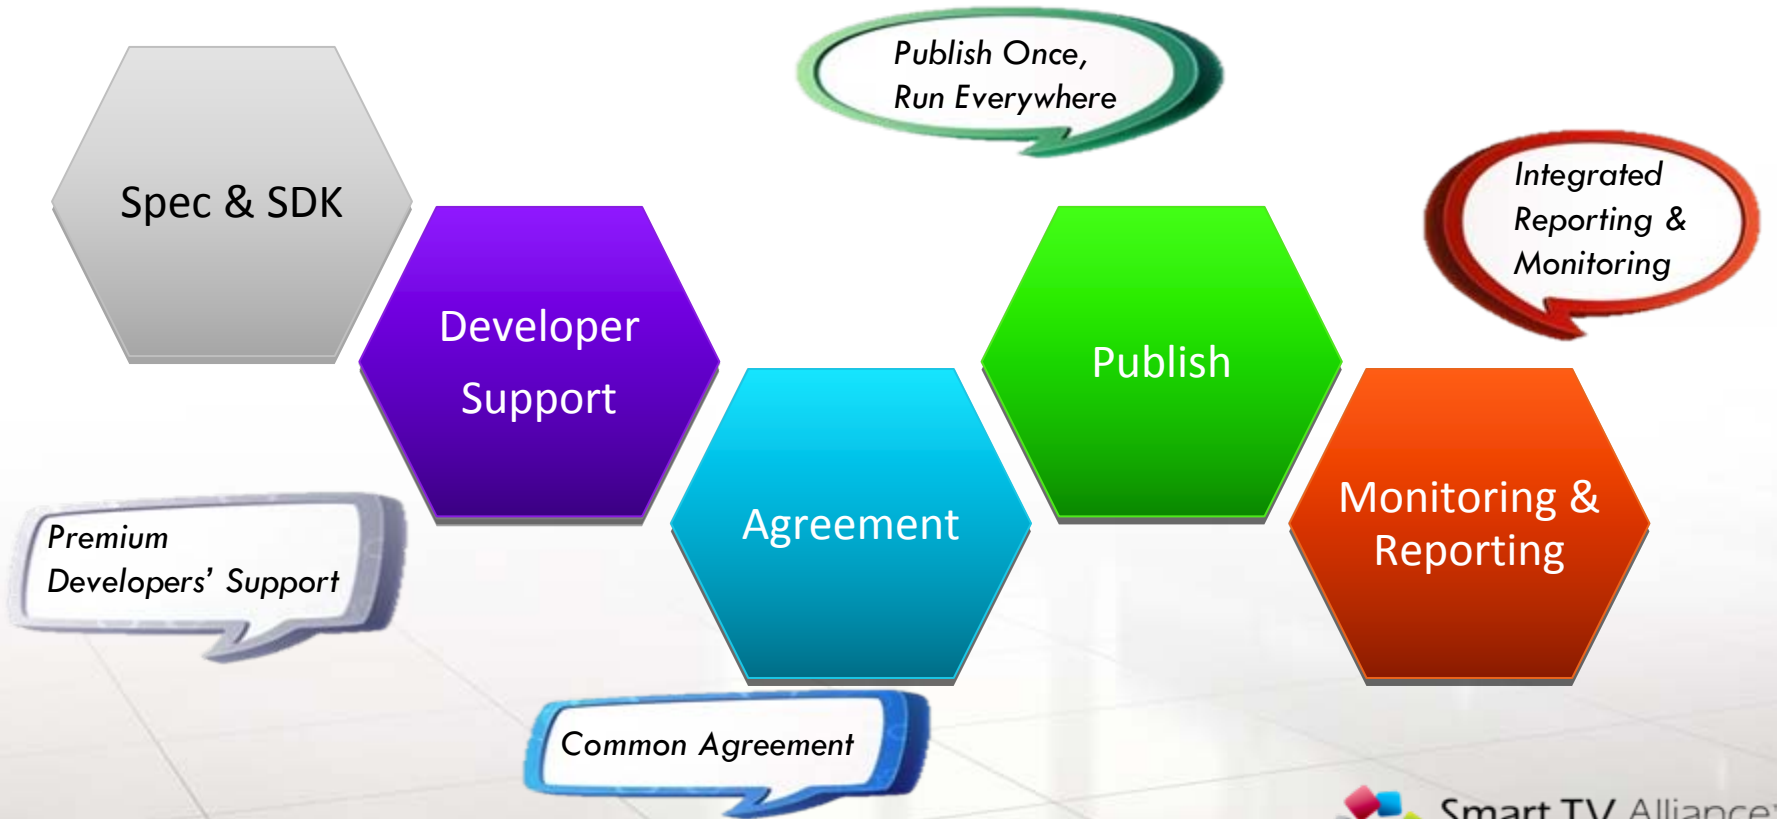 Publish Once,
Run Everywhere
Spec & SDK
Integrated
Reporting &
Monitoring
Developer
Support
Publish
Agreement
Monitoring &
Reporting
Premium
Developers' Support
Common Agreement
Smart TV Alliance